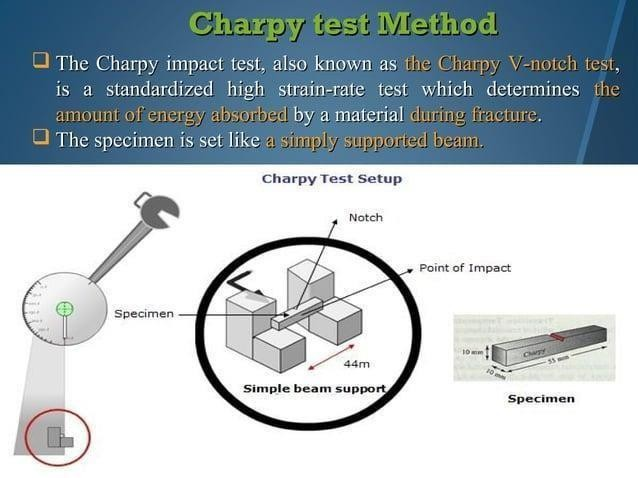 Charpy test Method
The Charpy impact test, also known as the Charpy V-notch test,
is a standardized high strain-rate test which determines the
amount of energy absorbed by a material during fracture.
The specimen is set like a simply supported beam.
Charpy Test Setup
Notch
Point of Impact
Specimen
44m
Simple beam support
10 mm
Charpy
10 mm
55 mm
Specimen